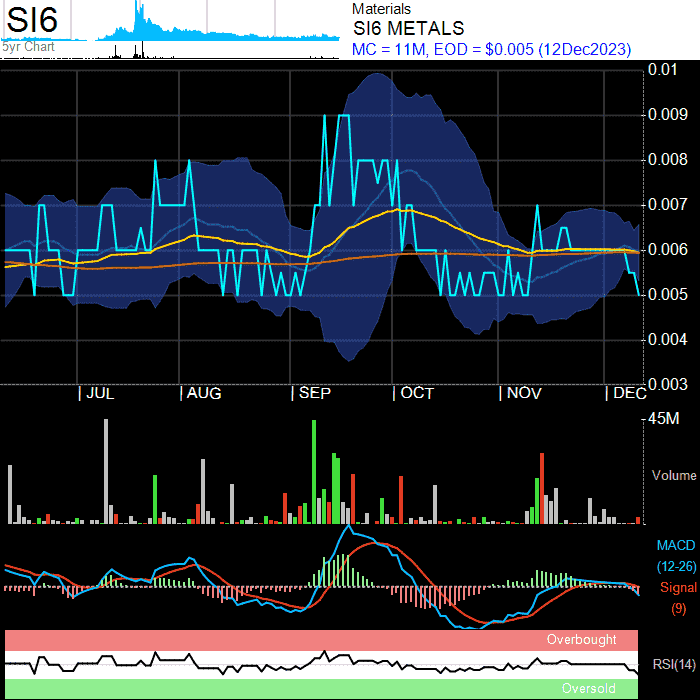 SI6
5yr Chart
Materials
SI6 METALS
MC = 11M, EOD = $0.005 (12Dec2023)
0.01
0.009
0.008
0.007
0.006
0.005
0.004
0.003
| JUL | AUG | SEP | OCT | NOV | DEC
45M
Volume
MACD
(12-26)
Signal
(9)
Overbought
RSI(14)
Oversold